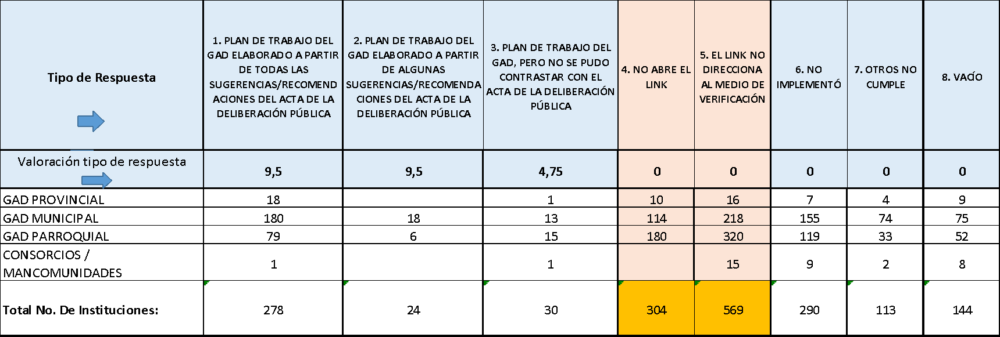 Tipo de Respuesta
1. PLAN DE TRABAJO DEL
GAD ELABORADO A PARTIR
DE TODAS LAS
SUGERENCIAS/RECOMEND
ACIONES DEL ACTA DE LA
DELIBERACIÓN PÚBLICA
2. PLAN DE TRABAJO DEL
GAD ELABORADO A PARTIR
DE ALGUNAS
SUGERENCIAS/RECOMENDA
CIONES DEL ACTA DE LA
DELIBERACIÓN PÚBLICA
3. PLAN DE TRABAJO DEL
GAD, PERO NO SE PUDO
CONTRASTAR CON EL
ACTA DE LA DELIBERACIÓN
PÚBLICA
4. NO ABRE EL
LINK
5. EL LINK NO
DIRECCIONA
AL MEDIO DE
VERIFICACIÓN
6. NO
IMPLEMENTÓ
7. OTROS NO
CUMPLE
8. VACÍO
Valoración tipo de respuesta
9,5 9,5 4,75 0 0 0 0 0
GAD PROVINCIAL 18 1 10 16 7 4 9
GAD MUNICIPAL 180 18 13 114 218 155 74 75
GAD PARROQUIAL 79 6 15 180 320 119 33 52
CONSORCIOS /
MANCOMUNIDADES 1 1 15 9 2 8
Total No. De Instituciones: 278 24 30 304 569 290 113 144